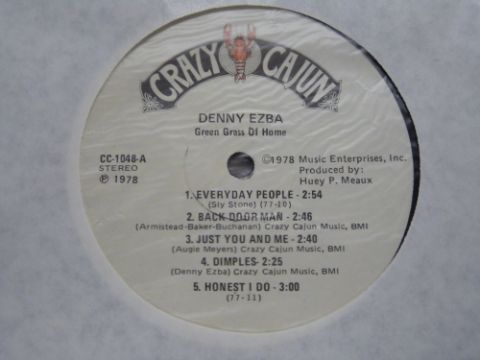 CRAZY CAJUN
DENNY EZBA
Green Grass Of Home
CC-1048-A
STEREO
℗ 1978
©1978 Music Enterprises, Inc.
Produced by:
Huey P. Meaux
1. EVERYDAY PEOPLE - 2:54
(Sly Stone) (77-10)
2. BACK DOOR MAN - 2:46
(Armistead-Baker-Buchanan) Crazy Cajun Music, BMI
3. JUST YOU AND ME - 2:40
(Augie Meyers) Crazy Cajun Music, BMI
4. DIMPLES- 2:25
(Denny Ezba) Crazy Cajun Music, BMI
5. HONEST I DO - 3:00
(77-11)